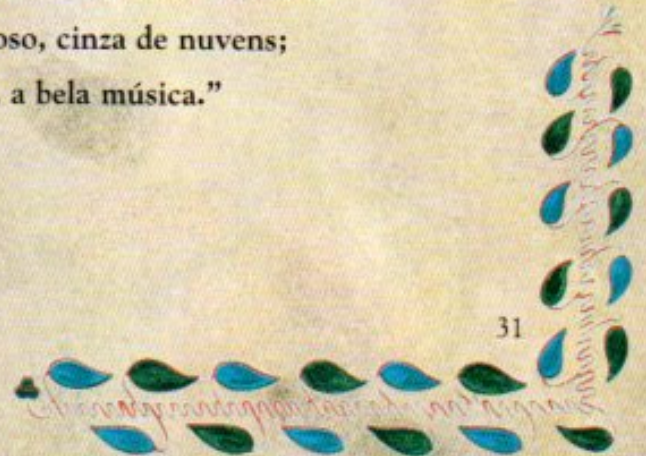 oso, cinza de nuvens;
a bela música.”
31